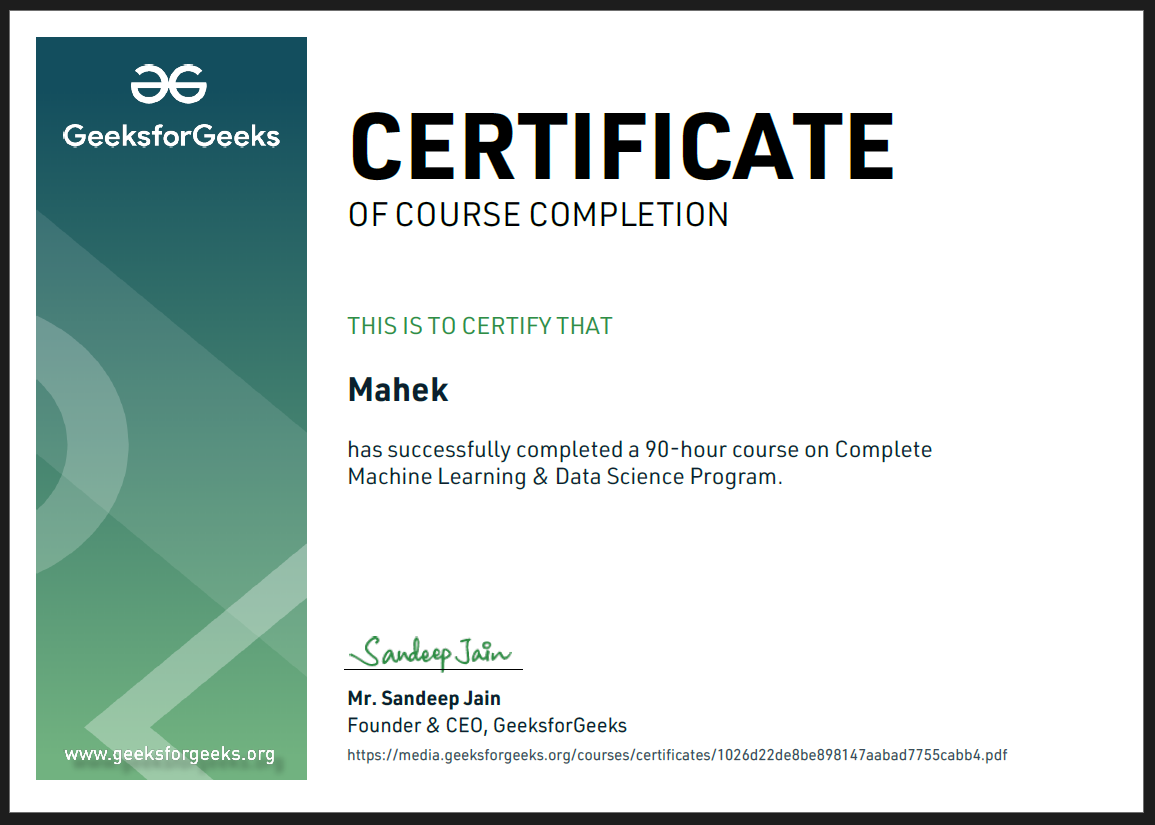 GeeksforGeeks
CERTIFICATE
OF COURSE COMPLETION
THIS IS TO CERTIFY THAT
Mahek
has successfully completed a 90-hour course on Complete
Machine Learning & Data Science Program.
Sandeep Jain
Mr. Sandeep Jain
Founder & CEO, GeeksforGeeks
https://media.geeksforgeeks.org/courses/certificates/1026d22de8be898147aabad7755cabb4.pdf
www.geeksforgeeks.org